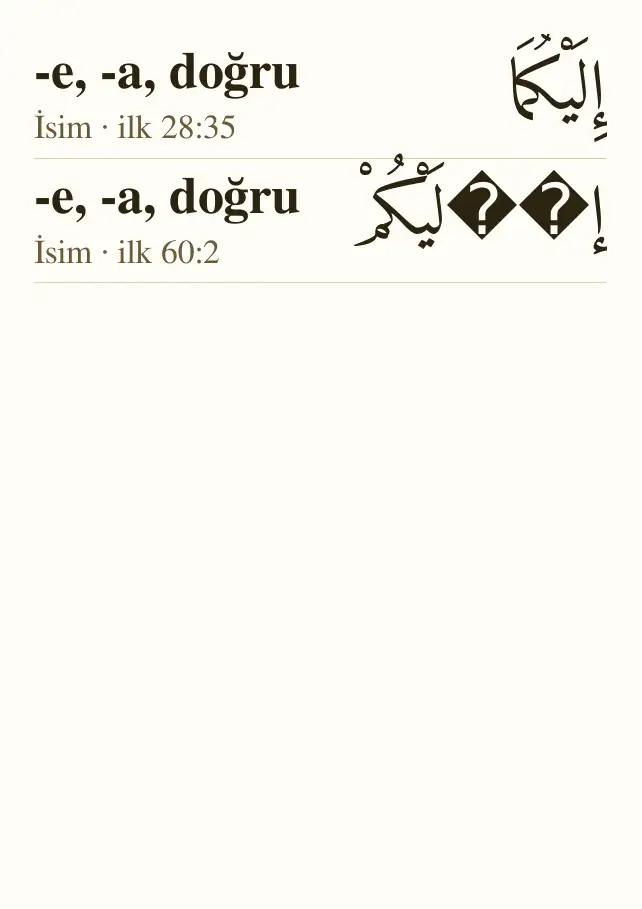 -e, -a, doğru إِلَيْكُمَا
İsim · ilk 28:35
-e, -a, doğru إ��لَيْكُمْ
İsim · ilk 60:2